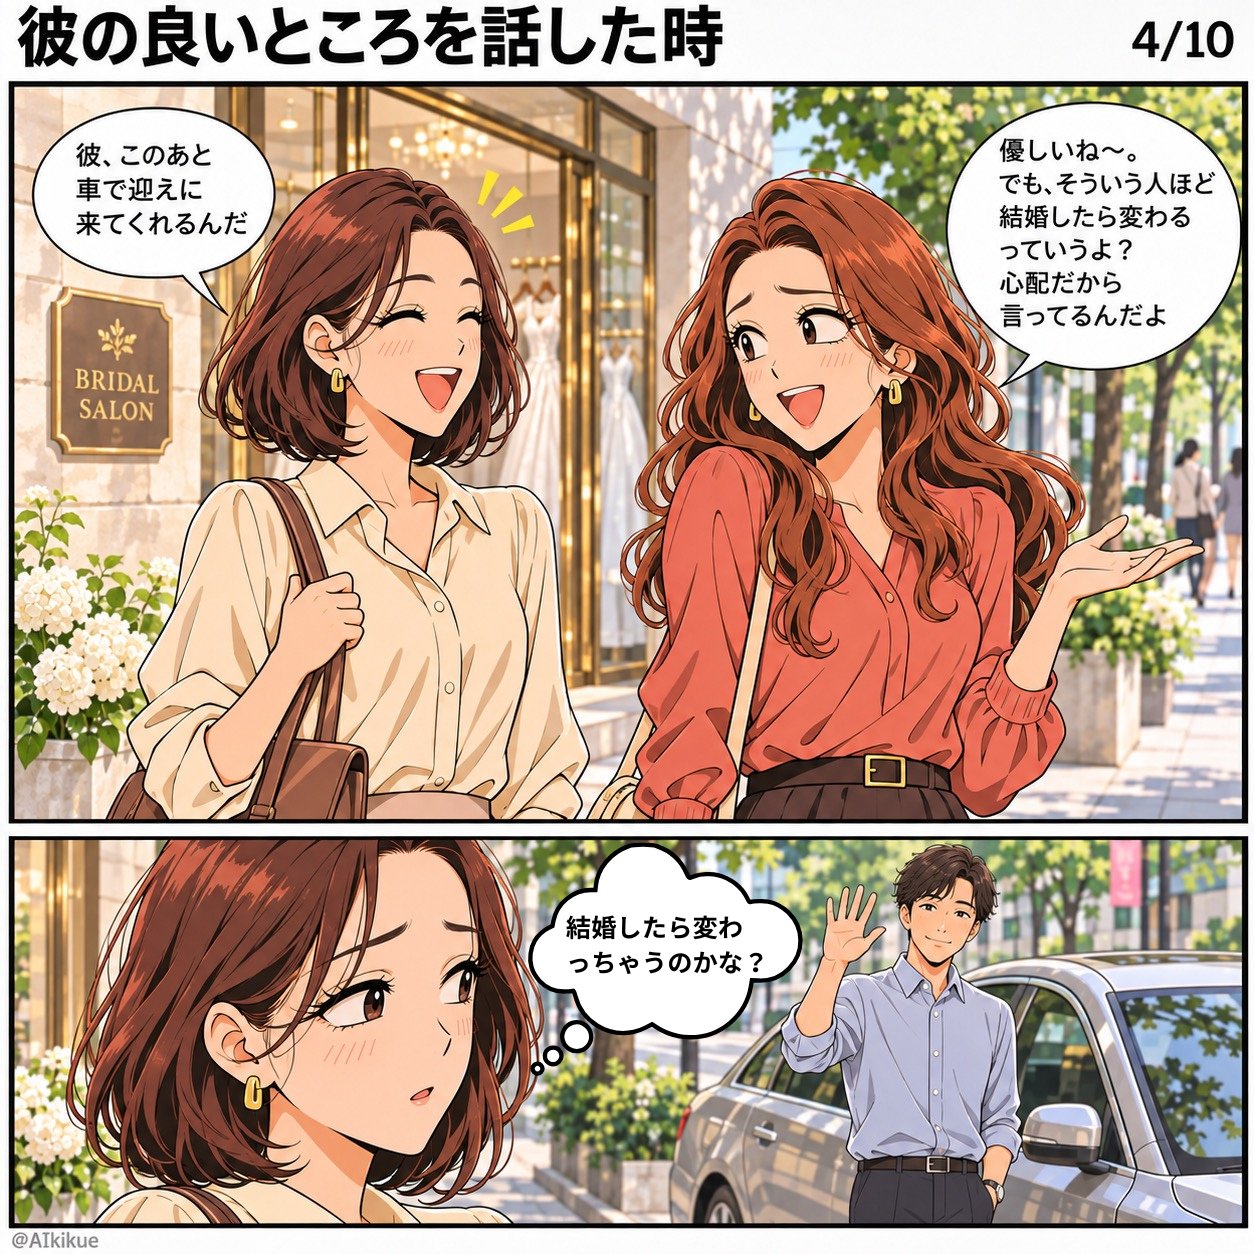 彼の良いところを話した時
4/10
彼、このあと
車で迎えに
来てくれるんだ
優しいね〜。
でも、そういう人ほど
結婚したら変わる
っていうよ？
心配だから
言ってるんだよ
BRIDAL
SALON
結婚したら変わ
っちゃうのかな？
@AIkikue